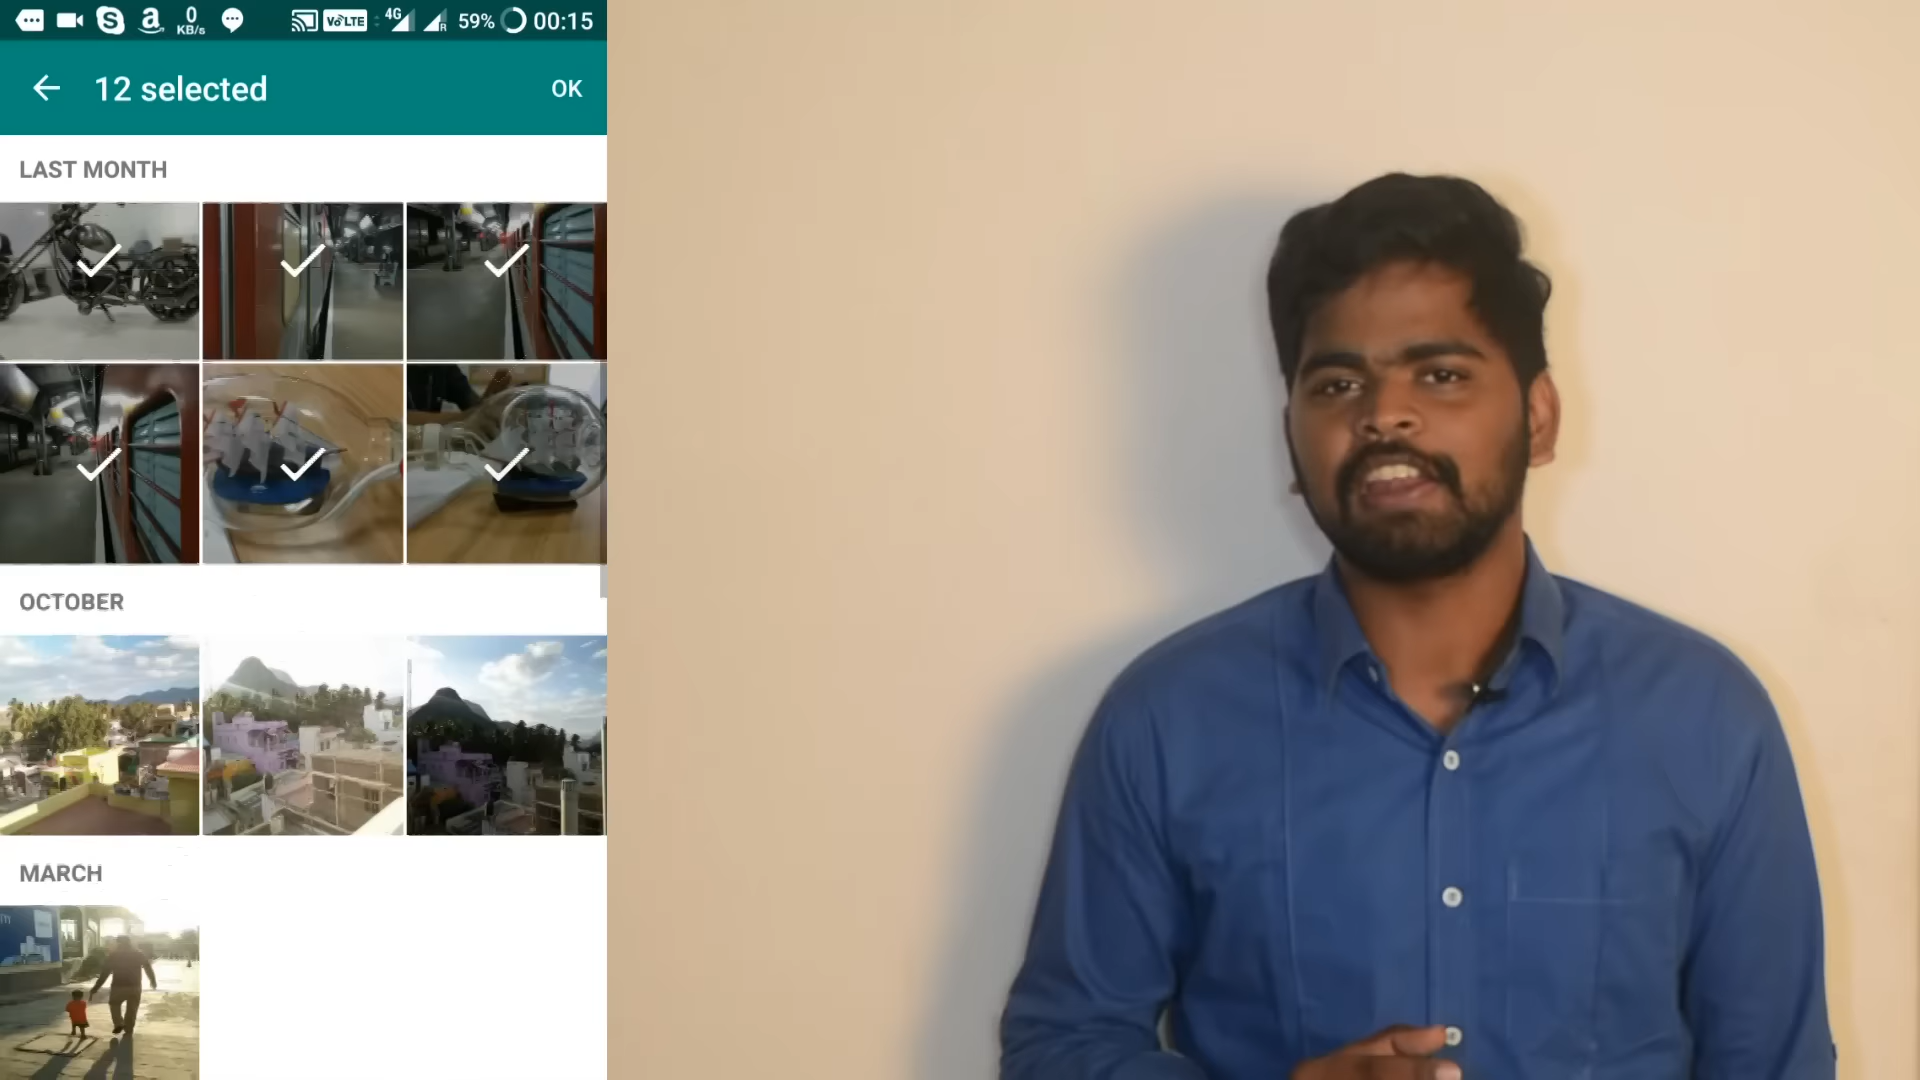 0
KB/s
VoLTE
4G
R
59%
00:15
12 selected
OK
LAST MONTH
OCTOBER
MARCH